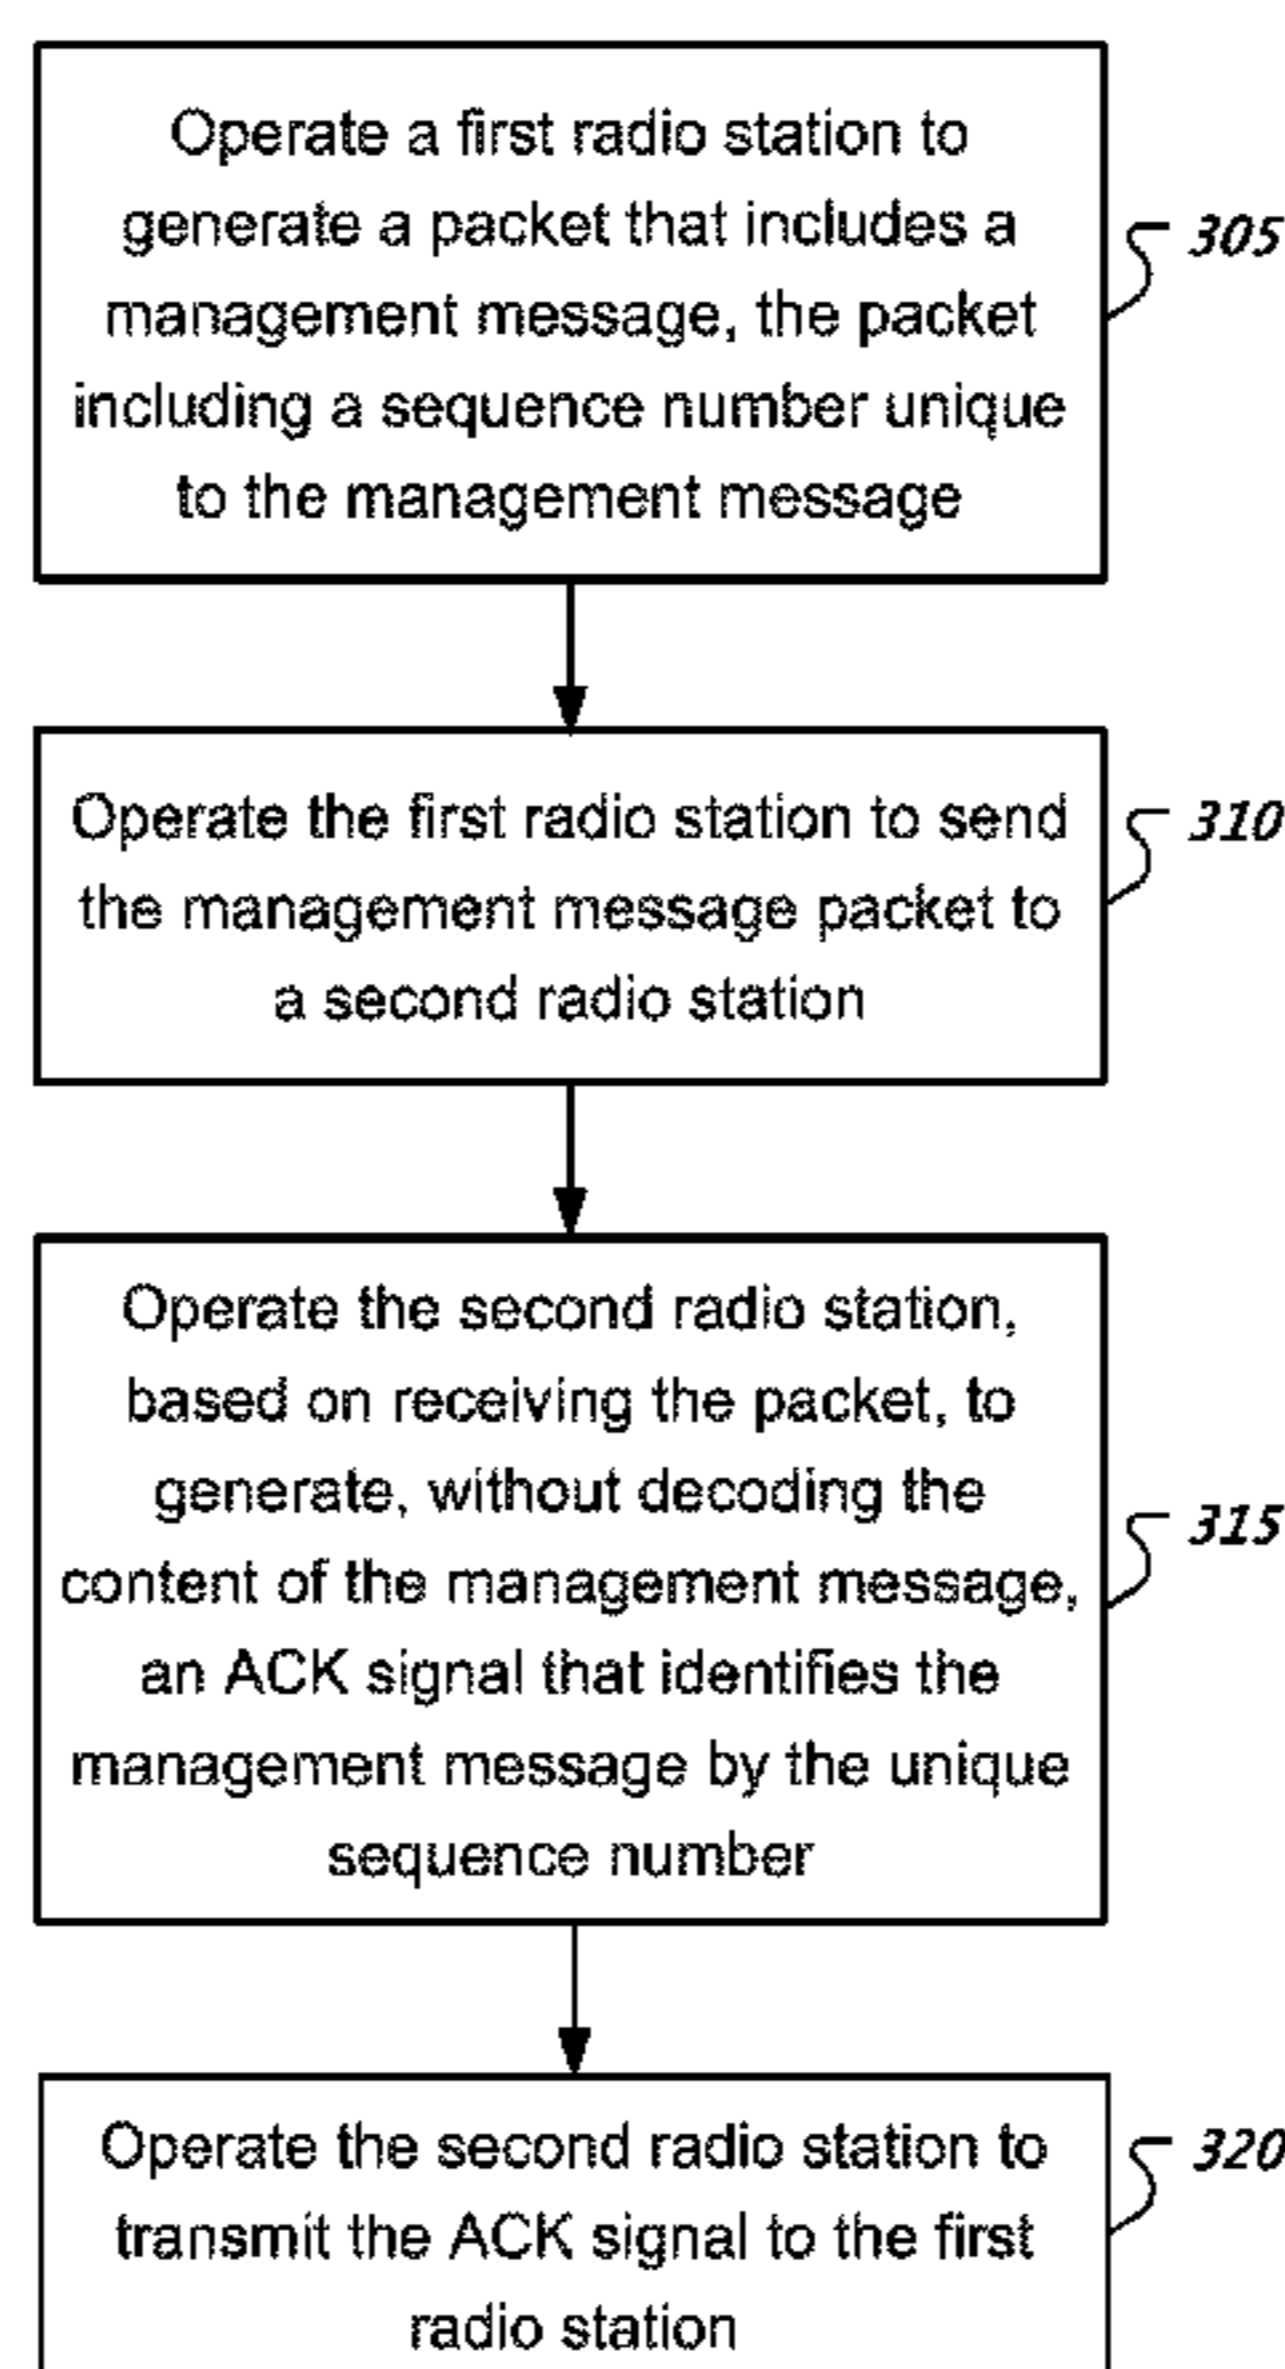 Operate a first radio station to
generate a packet that includes a
management message, the packet
including a sequence number unique
to the management message
305
Operate the first radio station to send
the management message packet to
a second radio station
310
Operate the second radio station,
based on receiving the packet, to
generate, without decoding the
content of the management message,
an ACK signal that identifies the
management message by the unique
sequence number
315
Operate the second radio station to
transmit the ACK signal to the first
radio station
320